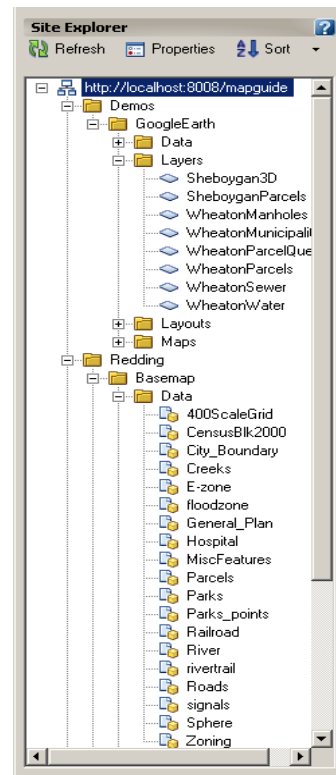 Site Explorer ?
Refresh Properties Sort
http://localhost:8008/mapguide
Demos
GoogleEarth
Data
Layers
Sheboygan3D
SheboyganParcels
WheatonManholes
WheatonMunicipali
WheatonParcelQue
WheatonParcels
WheatonSewer
WheatonWater
Layouts
Maps
Redding
Basemap
Data
400ScaleGrid
CensusBlk2000
City_Boundary
Creeks
E-zone
floodzone
General_Plan
Hospital
MiscFeatures
Parcels
Parks
Parks_points
Railroad
River
rivertrail
Roads
signals
Sphere
Zoning